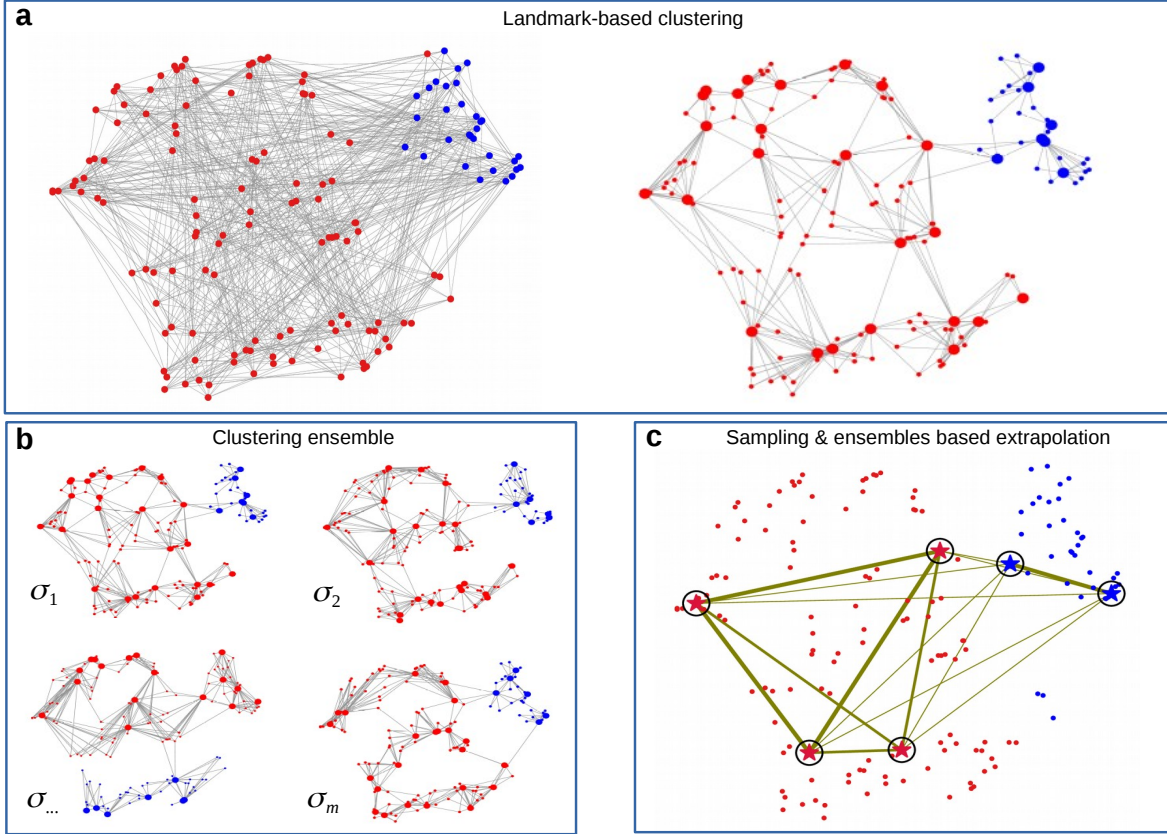 a
Landmark-based clustering
b
Clustering ensemble
σ1
σ2
σ...
σm
c
Sampling & ensembles based extrapolation